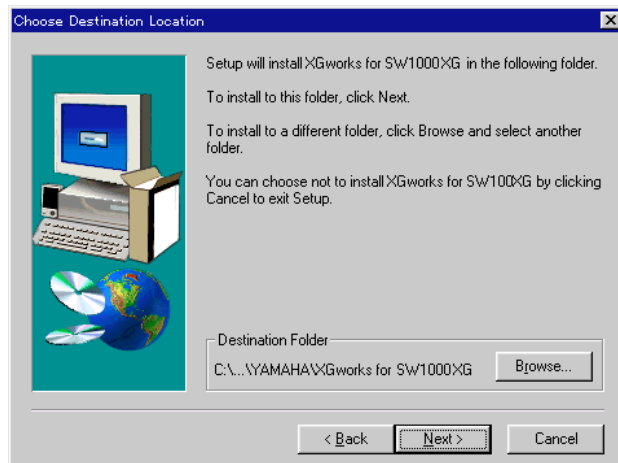 Choose Destination Location
Setup will install XGworks for SW1000XG in the following folder.
To install to this folder, click Next.
To install to a different folder, click Browse and select another
folder.
You can choose not to install XGworks for SW100XG by clicking
Cancel to exit Setup.
Destination Folder
C:\...\YAMAHA\XGworks for SW1000XG
Browse...
< Back
Next >
Cancel